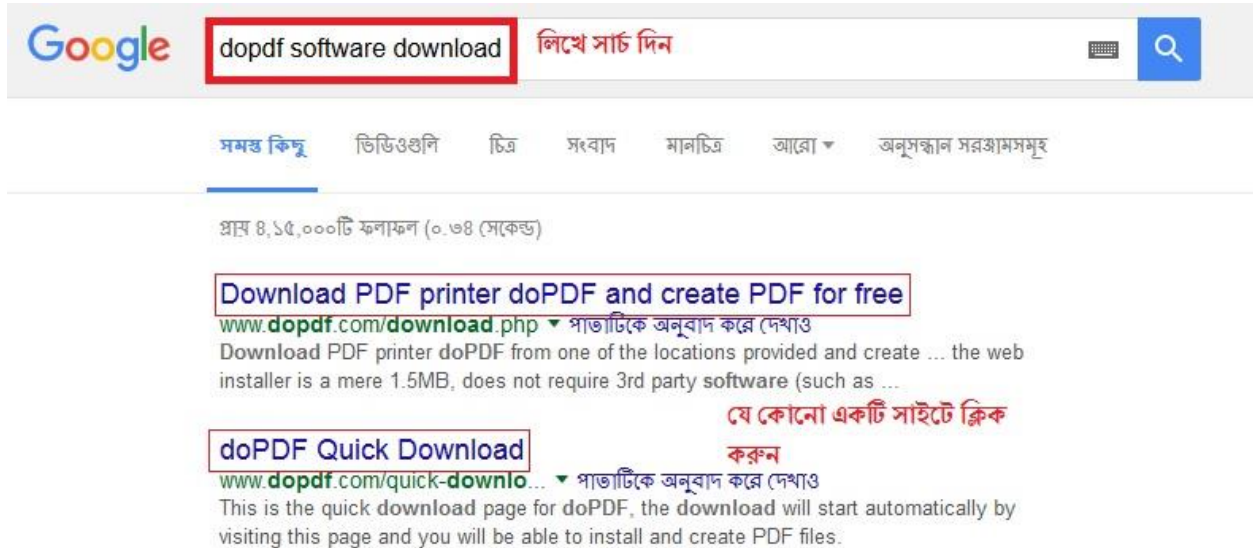 Google dopdf software download লিখে সার্চ দিন
সমস্ত কিছু ভিডিওগুলি চিত্র সংবাদ মানচিত্র আরো অনুসন্ধান সরঞ্জামসমূহ
প্রায় ৪,১৫,০০০টি ফলাফল (০.৩৪ সেকেন্ড)
Download PDF printer doPDF and create PDF for free
www.dopdf.com/download.php পাতাটিকে অনুবাদ করে দেখাও
Download PDF printer doPDF from one of the locations provided and create ... the web
installer is a mere 1.5MB, does not require 3rd party software (such as ...
যে কোনো একটি সাইটে ক্লিক
করুন
doPDF Quick Download
www.dopdf.com/quick-downlo... পাতাটিকে অনুবাদ করে দেখাও
This is the quick download page for doPDF, the download will start automatically by
visiting this page and you will be able to install and create PDF files.